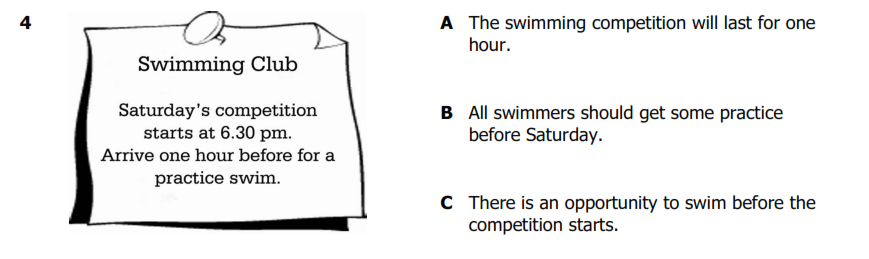 4
Swimming Club
Saturday's competition
starts at 6.30 pm.
Arrive one hour before for a
practice swim.
A The swimming competition will last for one
hour.
B All swimmers should get some practice
before Saturday.
C There is an opportunity to swim before the
competition starts.